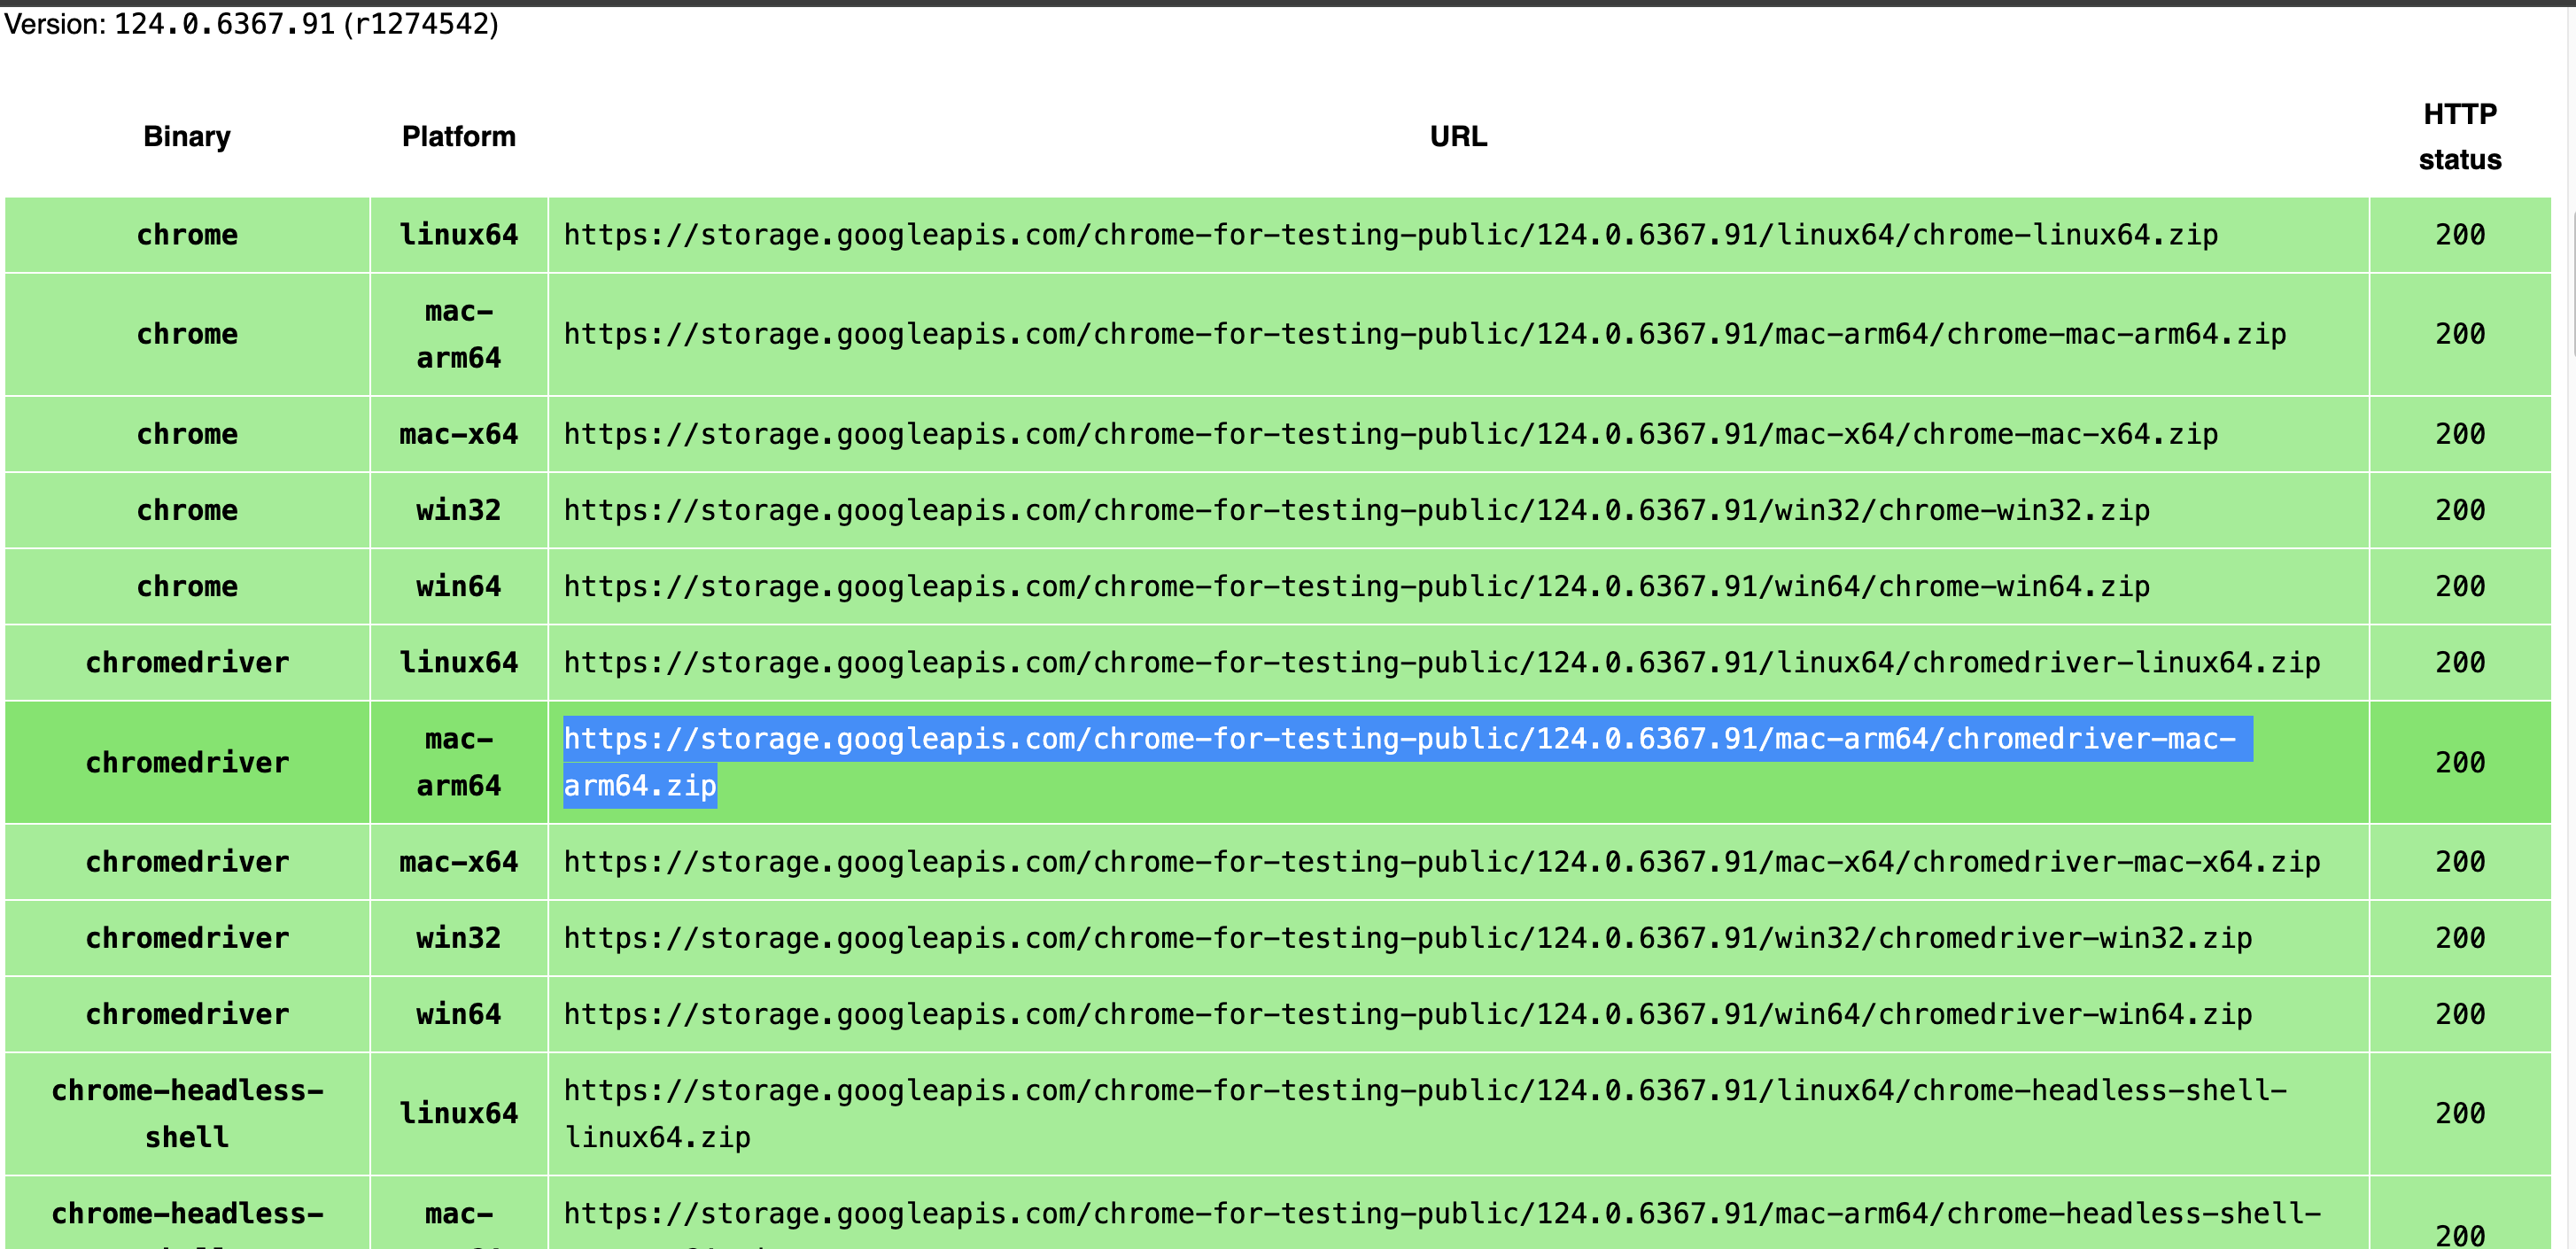 Version: 124.0.6367.91 (r1274542)
Binary Platform URL HTTP status
chrome linux64 https://storage.googleapis.com/chrome-for-testing-public/124.0.6367.91/linux64/chrome-linux64.zip 200
chrome mac-arm64 https://storage.googleapis.com/chrome-for-testing-public/124.0.6367.91/mac-arm64/chrome-mac-arm64.zip 200
chrome mac-x64 https://storage.googleapis.com/chrome-for-testing-public/124.0.6367.91/mac-x64/chrome-mac-x64.zip 200
chrome win32 https://storage.googleapis.com/chrome-for-testing-public/124.0.6367.91/win32/chrome-win32.zip 200
chrome win64 https://storage.googleapis.com/chrome-for-testing-public/124.0.6367.91/win64/chrome-win64.zip 200
chromedriver linux64 https://storage.googleapis.com/chrome-for-testing-public/124.0.6367.91/linux64/chromedriver-linux64.zip 200
chromedriver mac-arm64 https://storage.googleapis.com/chrome-for-testing-public/124.0.6367.91/mac-arm64/chromedriver-mac-arm64.zip 200
chromedriver mac-x64 https://storage.googleapis.com/chrome-for-testing-public/124.0.6367.91/mac-x64/chromedriver-mac-x64.zip 200
chromedriver win32 https://storage.googleapis.com/chrome-for-testing-public/124.0.6367.91/win32/chromedriver-win32.zip 200
chromedriver win64 https://storage.googleapis.com/chrome-for-testing-public/124.0.6367.91/win64/chromedriver-win64.zip 200
chrome-headless-shell linux64 https://storage.googleapis.com/chrome-for-testing-public/124.0.6367.91/linux64/chrome-headless-shell-linux64.zip 200
chrome-headless- mac- https://storage.googleapis.com/chrome-for-testing-public/124.0.6367.91/mac-arm64/chrome-headless-shell- 200